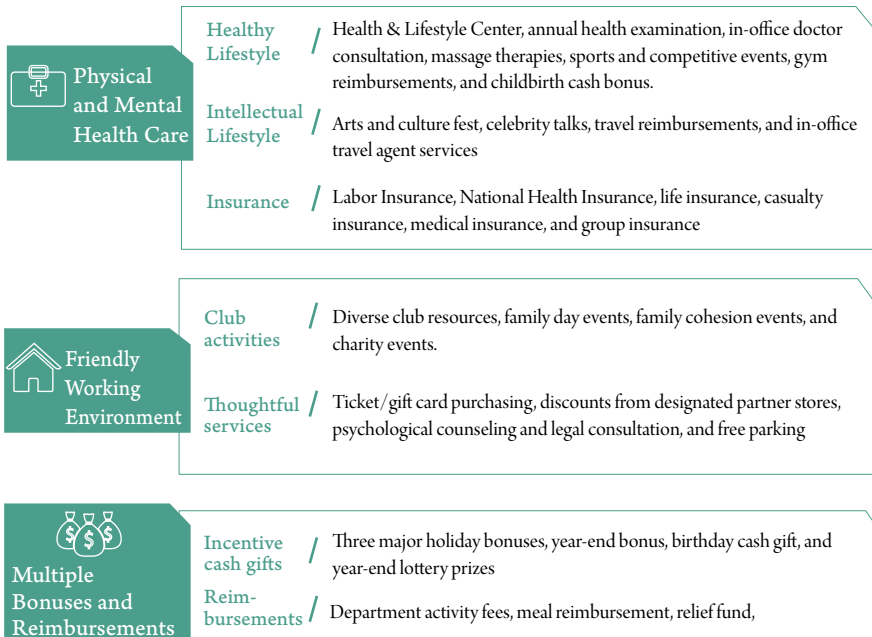 Physical
and Mental
Health Care
Healthy
Lifestyle
/
Health & Lifestyle Center, annual health examination, in-office doctor
consultation, massage therapies, sports and competitive events, gym
reimbursements, and childbirth cash bonus.
Intellectual
Lifestyle
/
Arts and culture fest, celebrity talks, travel reimbursements, and in-office
travel agent services
Insurance
/
Labor Insurance, National Health Insurance, life insurance, casualty
insurance, medical insurance, and group insurance
Friendly
Working
Environment
Club
activities
/
Diverse club resources, family day events, family cohesion events, and
charity events.
Thoughtful
services
/
Ticket/gift card purchasing, discounts from designated partner stores,
psychological counseling and legal consultation, and free parking
$ $ $
Multiple
Bonuses and
Reimbursements
Incentive
cash gifts
/
Three major holiday bonuses, year-end bonus, birthday cash gift, and
year-end lottery prizes
Reim-
bursements
/
Department activity fees, meal reimbursement, relief fund,